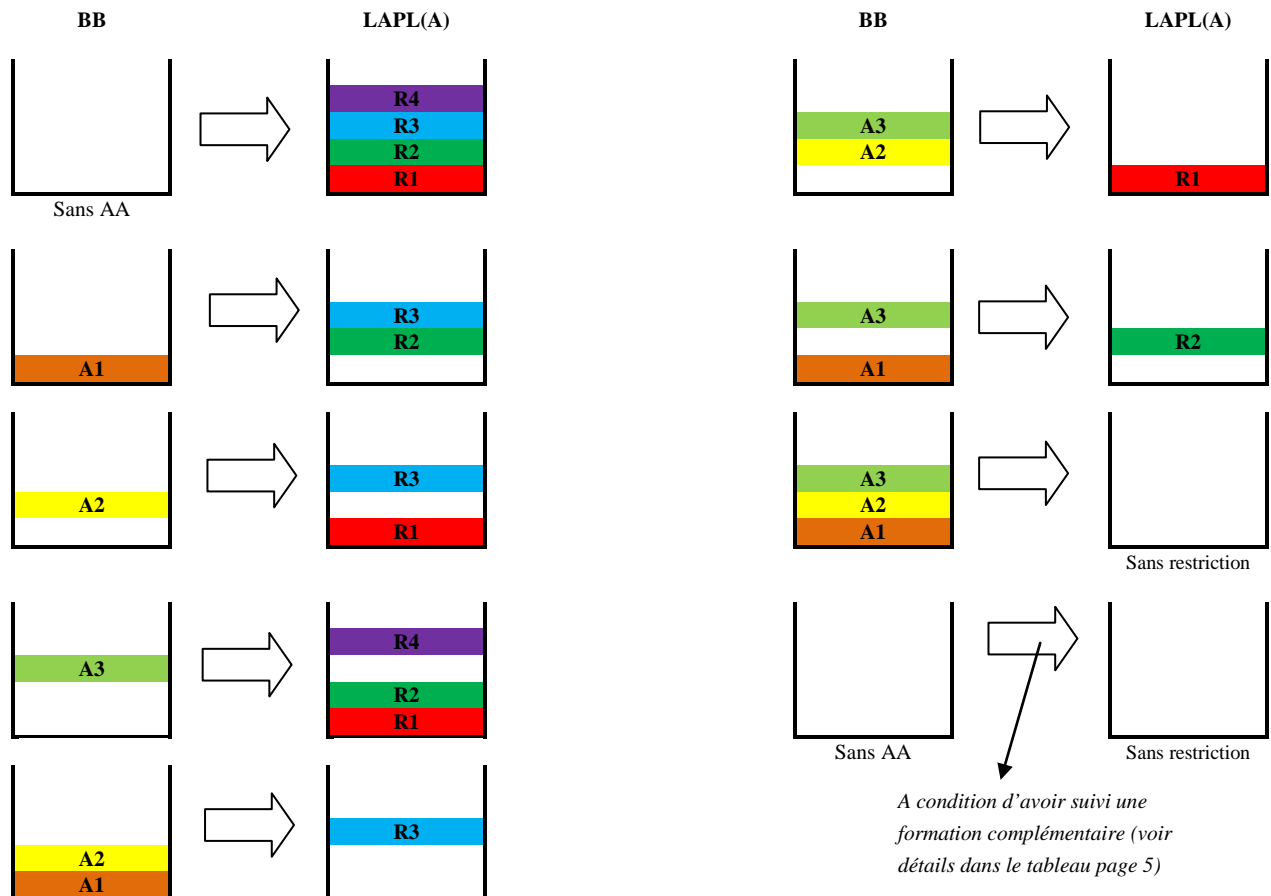 BB
LAPL(A)
R4
R3
R2
R1
Sans AA
A1
R3
R2
A2
R3
R1
A3
R4
R2
R1
A2
A1
R3
BB
LAPL(A)
A3
A2
R1
A3
A1
R2
A3
A2
A1
Sans restriction
Sans AA
Sans restriction
A condition d’avoir suivi une
formation complémentaire (voir
détails dans le tableau page 5)